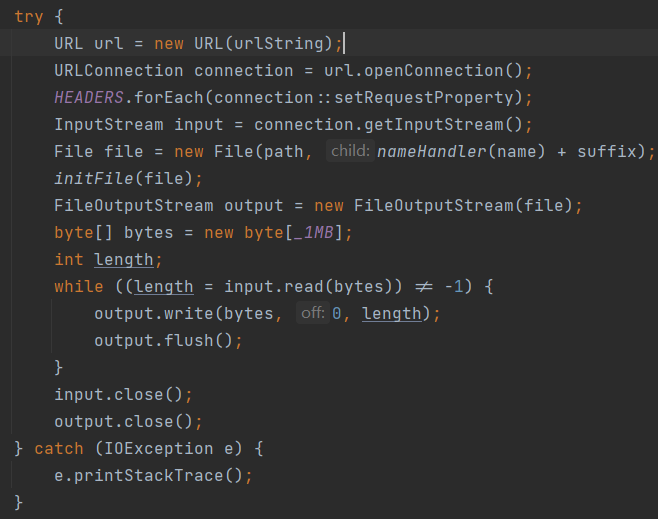 try {
URL url = new URL(urlString);
URLConnection connection = url.openConnection();
HEADERS.forEach(connection::setRequestProperty);
InputStream input = connection.getInputStream();
File file = new File(path, child: nameHandler(name) + suffix);
initFile(file);
FileOutputStream output = new FileOutputStream(file);
byte[] bytes = new byte[_1MB];
int length;
while ((length = input.read(bytes)) ≠ -1) {
output.write(bytes, off: 0, length);
output.flush();
}
input.close();
output.close();
} catch (IOException e) {
e.printStackTrace();
}